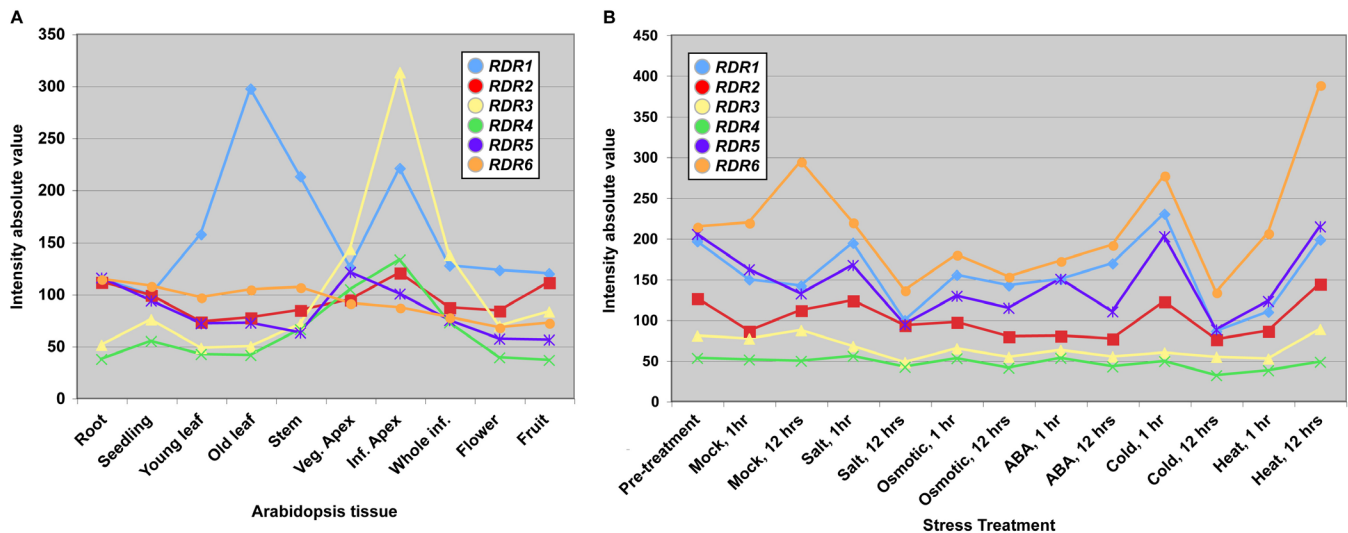 A
350
300
250
200
150
100
50
0
Intensity absolute value
RDR1
RDR2
RDR3
RDR4
RDR5
RDR6
Root
Seedling
Young leaf
Old leaf
Stem
Veg. Apex
Inf. Apex
Whole inf.
Flower
Fruit
Arabidopsis tissue
B
450
400
350
300
250
200
150
100
50
0
Intensity absolute value
RDR1
RDR2
RDR3
RDR4
RDR5
RDR6
Pre-treatment
Mock, 1hr
Mock, 12 hrs
Salt, 1hr
Salt, 12 hrs
Osmotic, 1 hr
Osmotic, 12 hrs
ABA, 1 hr
ABA, 12 hrs
Cold, 1 hr
Cold, 12 hrs
Heat, 1 hr
Heat, 12 hrs
Stress Treatment